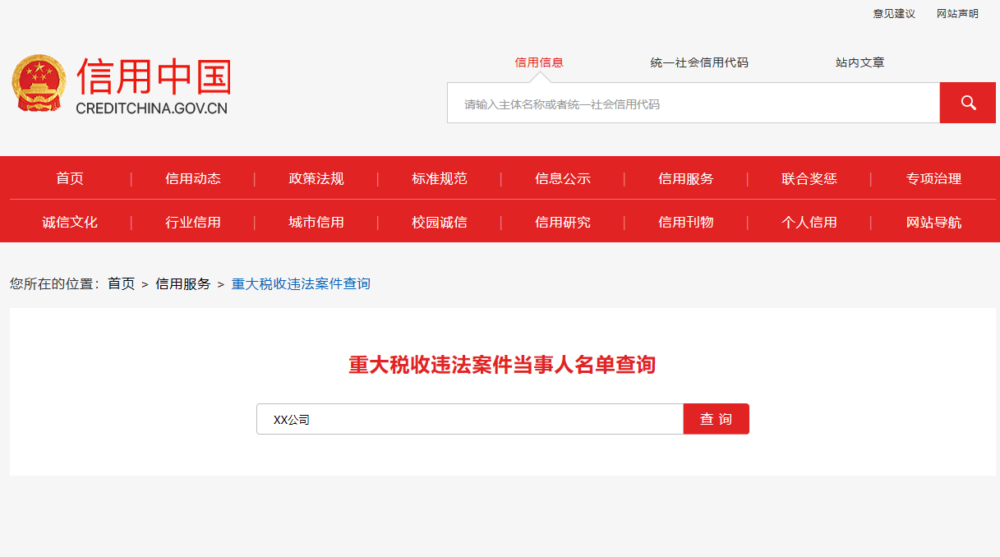 意见建议 网站声明
信用信息 统一社会信用代码 站内文章
信用中国
CREDITCHINA.GOV.CN
请输入主体名称或者统一社会信用代码
首页 | 信用动态 | 政策法规 | 标准规范 | 信息公示 | 信用服务 | 联合奖惩 | 专项治理
诚信文化 | 行业信用 | 城市信用 | 校园诚信 | 信用研究 | 信用刊物 | 个人信用 | 网站导航
您所在的位置：首页 > 信用服务 > 重大税收违法案件查询
重大税收违法案件当事人名单查询
XX公司 查 询